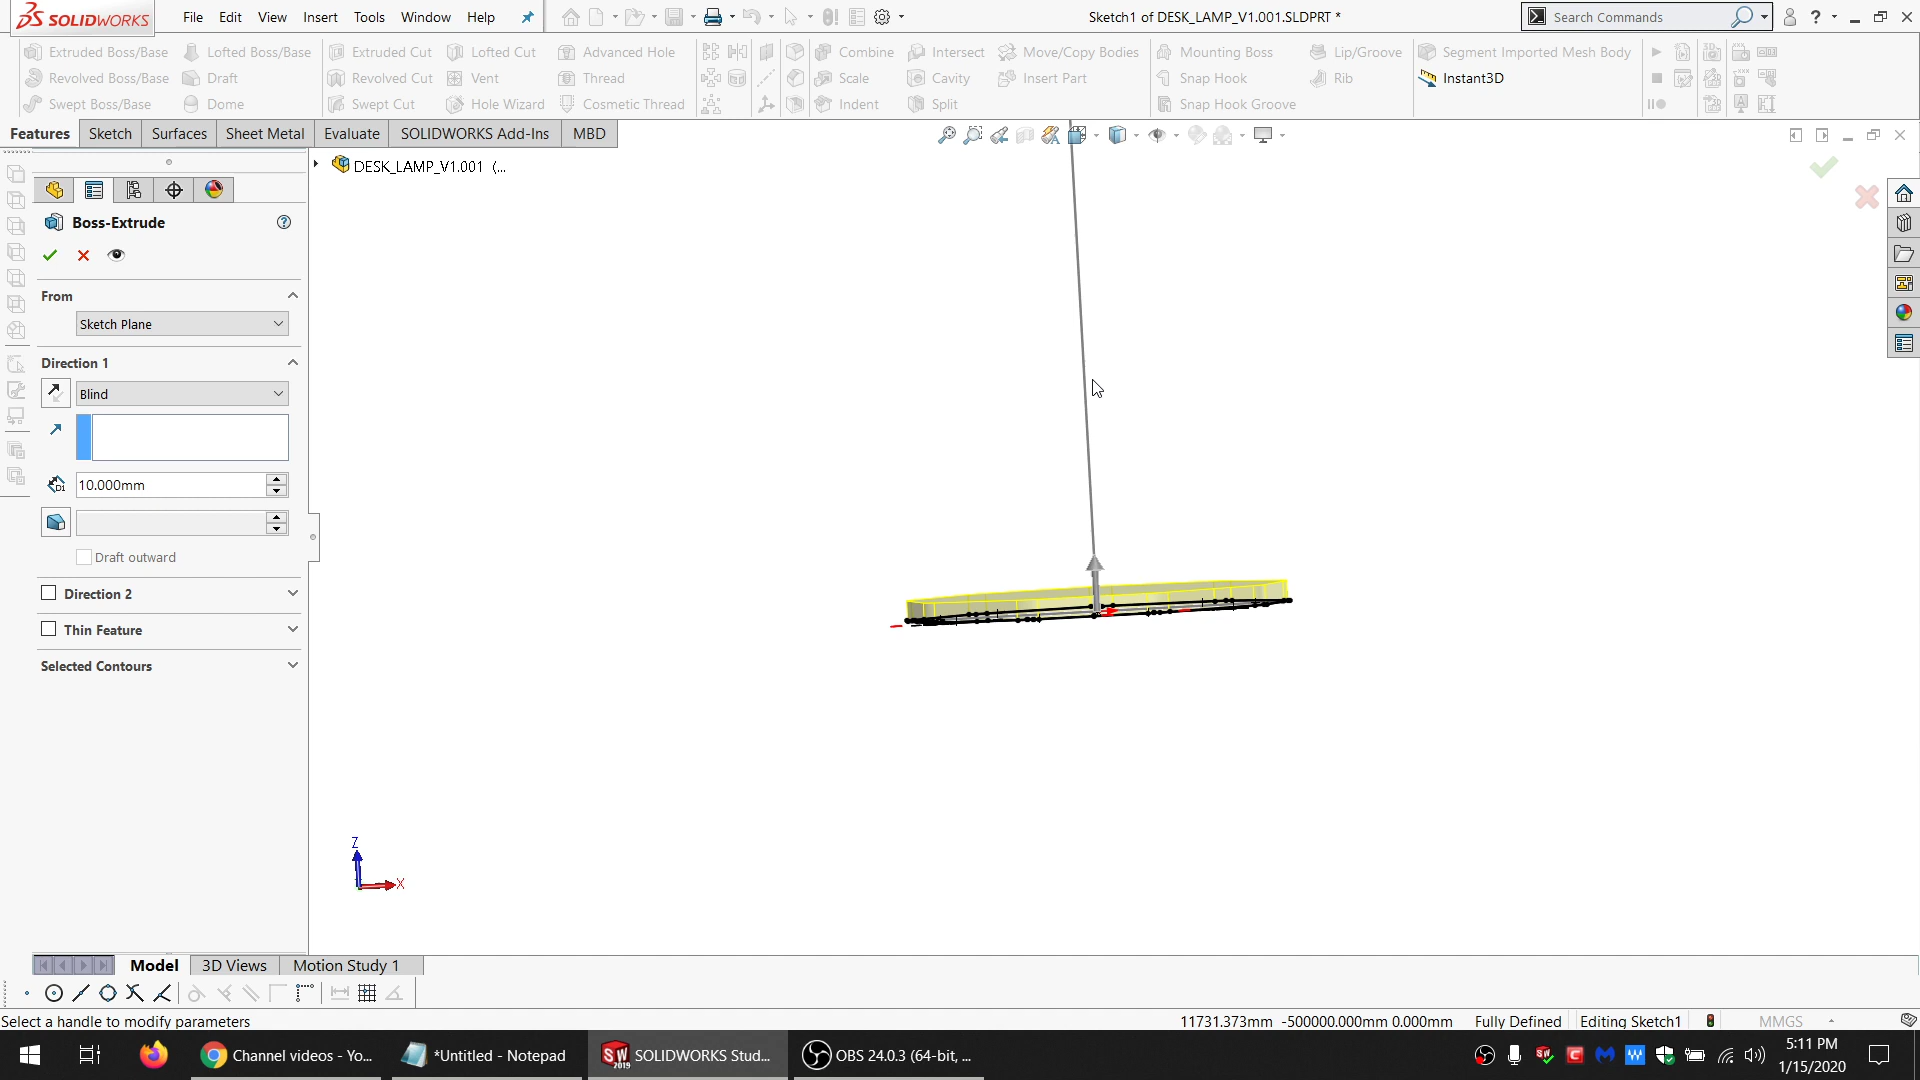 SOLIDWORKS File Edit View Insert Tools Window Help Sketch1 of DESK_LAMP_V1.001.SLDPRT * Search Commands ?
Extruded Boss/Base Lofted Boss/Base Extruded Cut Lofted Cut Advanced Hole Combine Intersect Move/Copy Bodies Mounting Boss Lip/Groove Segment Imported Mesh Body
Revolved Boss/Base Draft Revolved Cut Vent Thread Scale Cavity Insert Part Snap Hook Rib Instant3D
Swept Boss/Base Dome Swept Cut Hole Wizard Cosmetic Thread Indent Split Snap Hook Groove
Features Sketch Surfaces Sheet Metal Evaluate SOLIDWORKS Add-Ins MBD
DESK_LAMP_V1.001 (...
Boss-Extrude ?
From
Sketch Plane
Direction 1
Blind
D1
10.000mm
Draft outward
Direction 2
Thin Feature
Selected Contours
Z
X
Model 3D Views Motion Study 1
Select a handle to modify parameters 11731.373mm -500000.000mm 0.000mm Fully Defined Editing Sketch1 MMGS
Channel videos - Yo... *Untitled - Notepad SW 2019 SOLIDWORKS Stud... OBS 24.0.3 (64-bit, ... 5:11 PM
1/15/2020